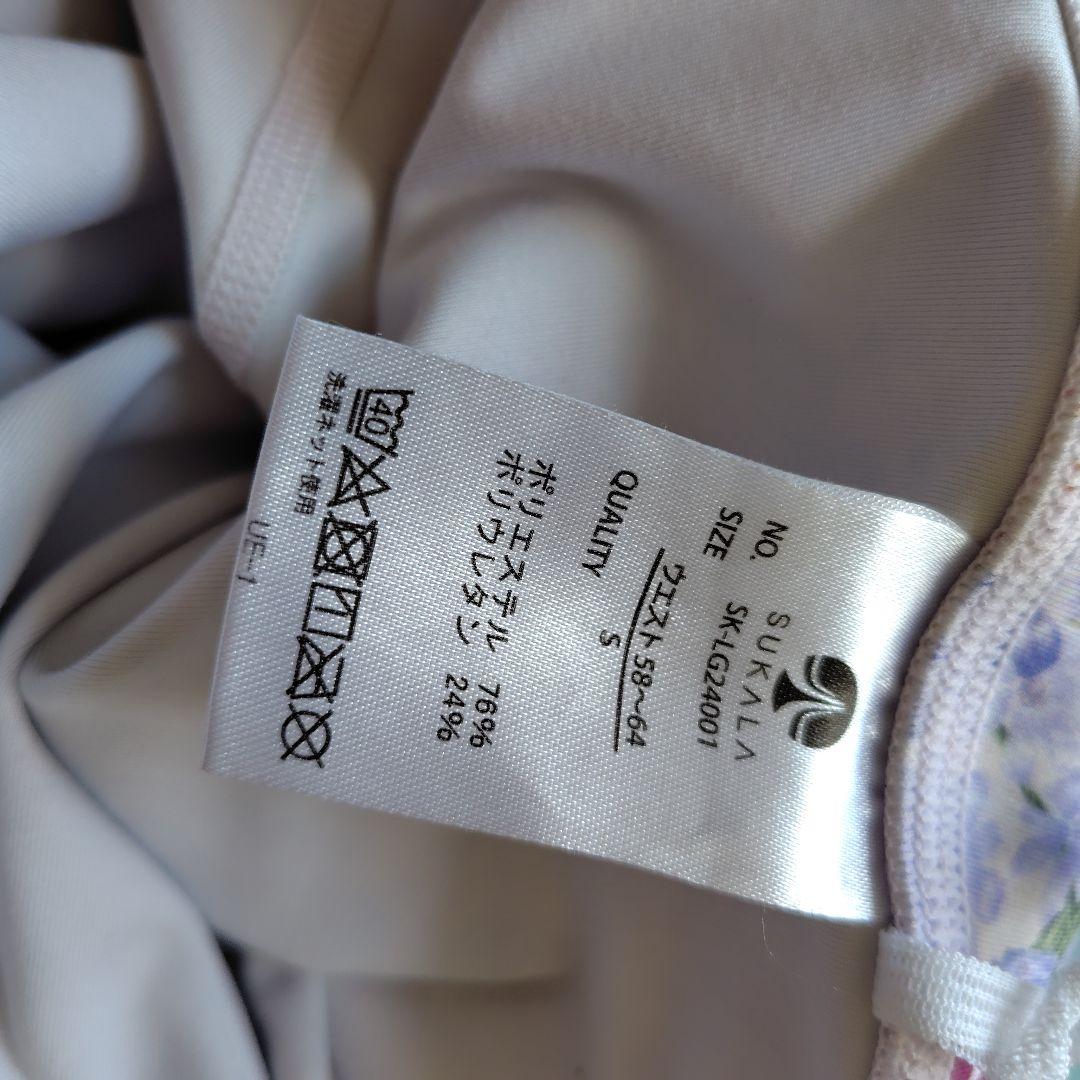 SUKALA
NO. SK-LG24001
SIZE
ウエスト58~64
S
QUALITY
ポリエステル 76%
ポリウレタン 24%
40
洗濯ネット使用
UE-1